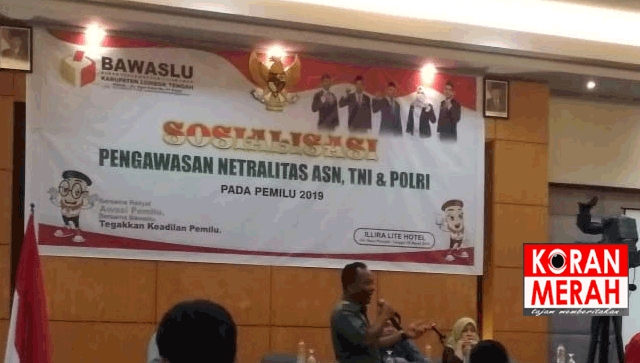 BAWASLU
KABUPATEN LOMBOK TENGAH
SOSIALISASI
PENGAWASAN NETRALITAS ASN, TNI & POLRI
PADA PEMILU 2019
Bersama Rakyat
Awasi Pemilu.
Bersama Bawaslu
Tegakkan Keadilan Pemilu.
ILLIRA LITE HOTEL
KORAN
MERAH
tajam memberitakan